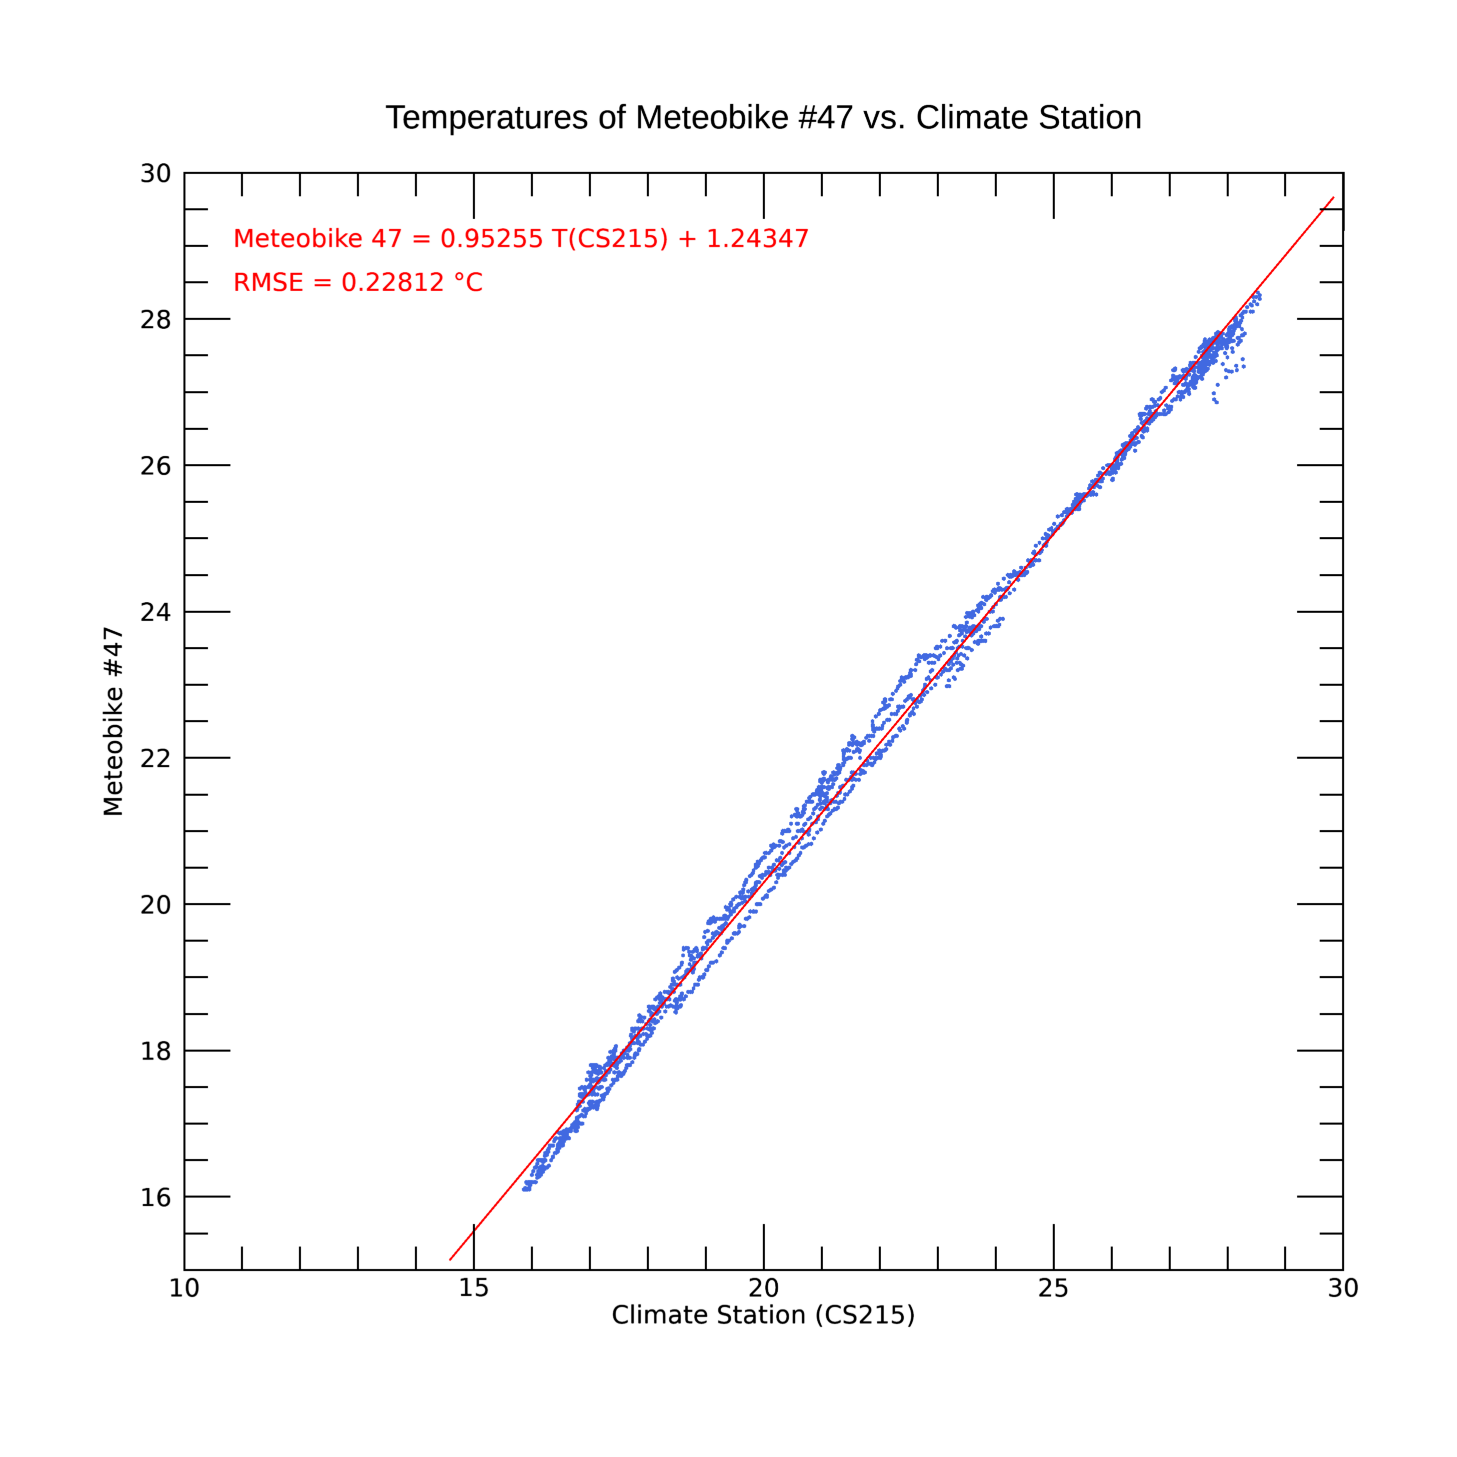 Temperatures of Meteobike #47 vs. Climate Station
30
Meteobike 47 = 0.95255 T(CS215) + 1.24347
RMSE = 0.22812 °C
28
26
24
22
20
18
16
Meteobike #47
10 15 20 25 30
Climate Station (CS215)